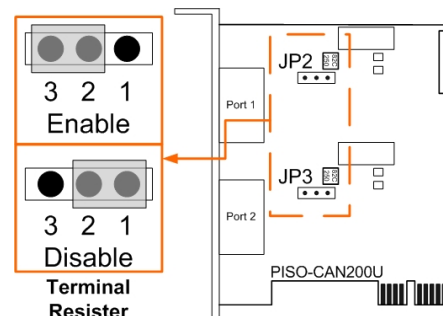 3 2 1
Enable
3 2 1
Disable
Terminal
Resister
JP2
Port 1
JP3
Port 2
PISO-CAN200U